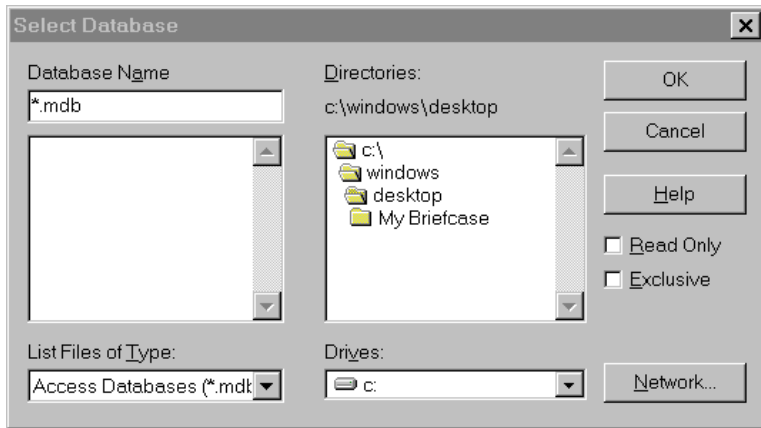 Select Database
Database Name
*.mdb
Directories:
c:\windows\desktop
c:\
windows
desktop
My Briefcase
OK
Cancel
Help
Read Only
Exclusive
List Files of Type:
Access Databases (*.mdb
Drives:
c:
Network...